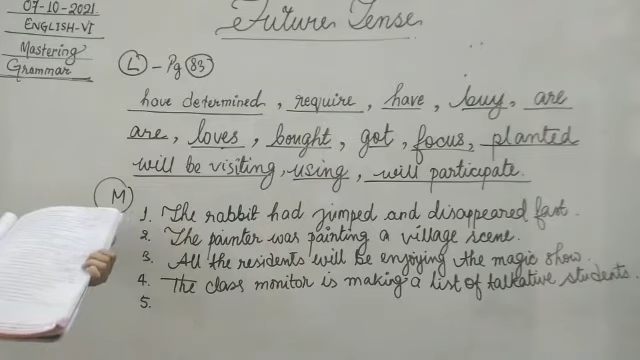 07-10-2021
ENGLISH-VI
Mastering
Grammar
Future Tense
L - Pg 83
have determined, require, have, buy, are
are, loves, bought, got, focus, planted
will be visiting, using, will participate.
M
1. The rabbit had jumped and disappeared fast.
2. The painter was painting a village scene.
3. All the residents will be enjoying the magic show.
4. The class monitor is making a list of talkative students.
5.